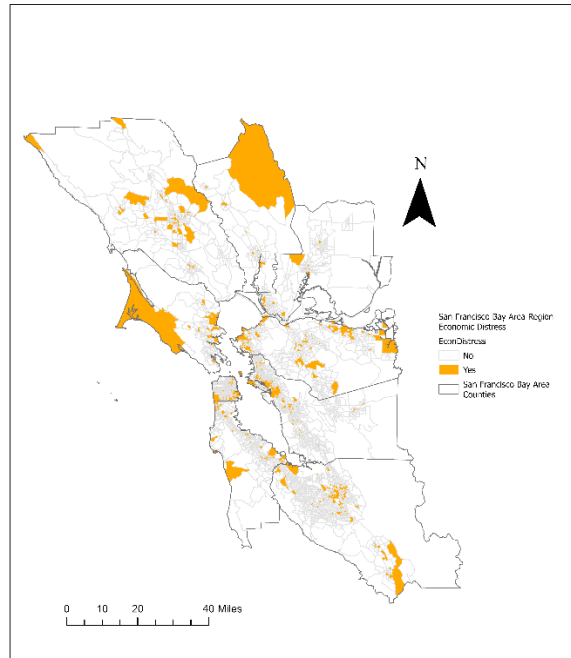 N
San Francisco Bay Area Region
Economic Distress
EconDistress
No
Yes
San Francisco Bay Area
Counties
0 10 20 40 Miles